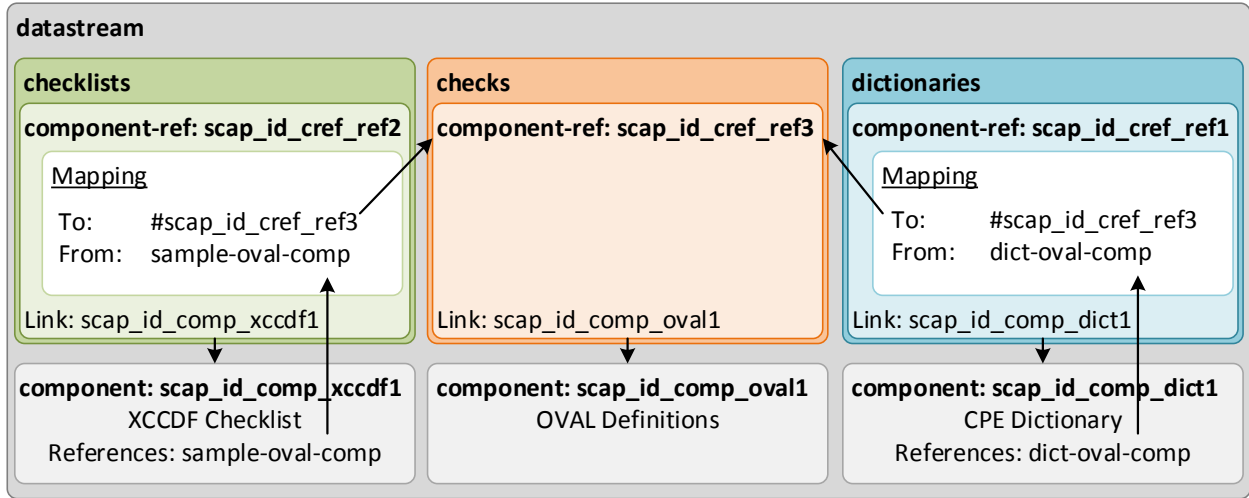 datastream
checklists
component-ref: scap_id_cref_ref2
Mapping
To: #scap_id_cref_ref3
From: sample-oval-comp
Link: scap_id_comp_xccdf1
component: scap_id_comp_xccdf1
XCCDF Checklist
References: sample-oval-comp
checks
component-ref: scap_id_cref_ref3
Link: scap_id_comp_oval1
component: scap_id_comp_oval1
OVAL Definitions
dictionaries
component-ref: scap_id_cref_ref1
Mapping
To: #scap_id_cref_ref3
From: dict-oval-comp
Link: scap_id_comp_dict1
component: scap_id_comp_dict1
CPE Dictionary
References: dict-oval-comp